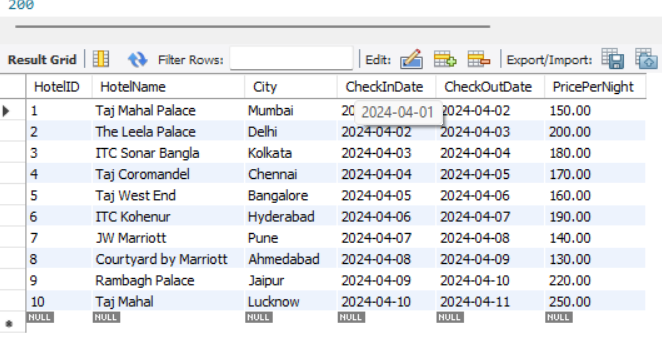 200
Result Grid Filter Rows: Edit: Export/Import:
HotelID HotelName City CheckInDate CheckOutDate PricePerNight
1 Taj Mahal Palace Mumbai 20 2024-04-01 2024-04-02 150.00
2 The Leela Palace Delhi 2024-04-02 2024-04-03 200.00
3 ITC Sonar Bangla Kolkata 2024-04-03 2024-04-04 180.00
4 Taj Coromandel Chennai 2024-04-04 2024-04-05 170.00
5 Taj West End Bangalore 2024-04-05 2024-04-06 160.00
6 ITC Kohenur Hyderabad 2024-04-06 2024-04-07 190.00
7 JW Marriott Pune 2024-04-07 2024-04-08 140.00
8 Courtyard by Marriott Ahmedabad 2024-04-08 2024-04-09 130.00
9 Rambagh Palace Jaipur 2024-04-09 2024-04-10 220.00
10 Taj Mahal Lucknow 2024-04-10 2024-04-11 250.00
NULL NULL NULL NULL NULL NULL